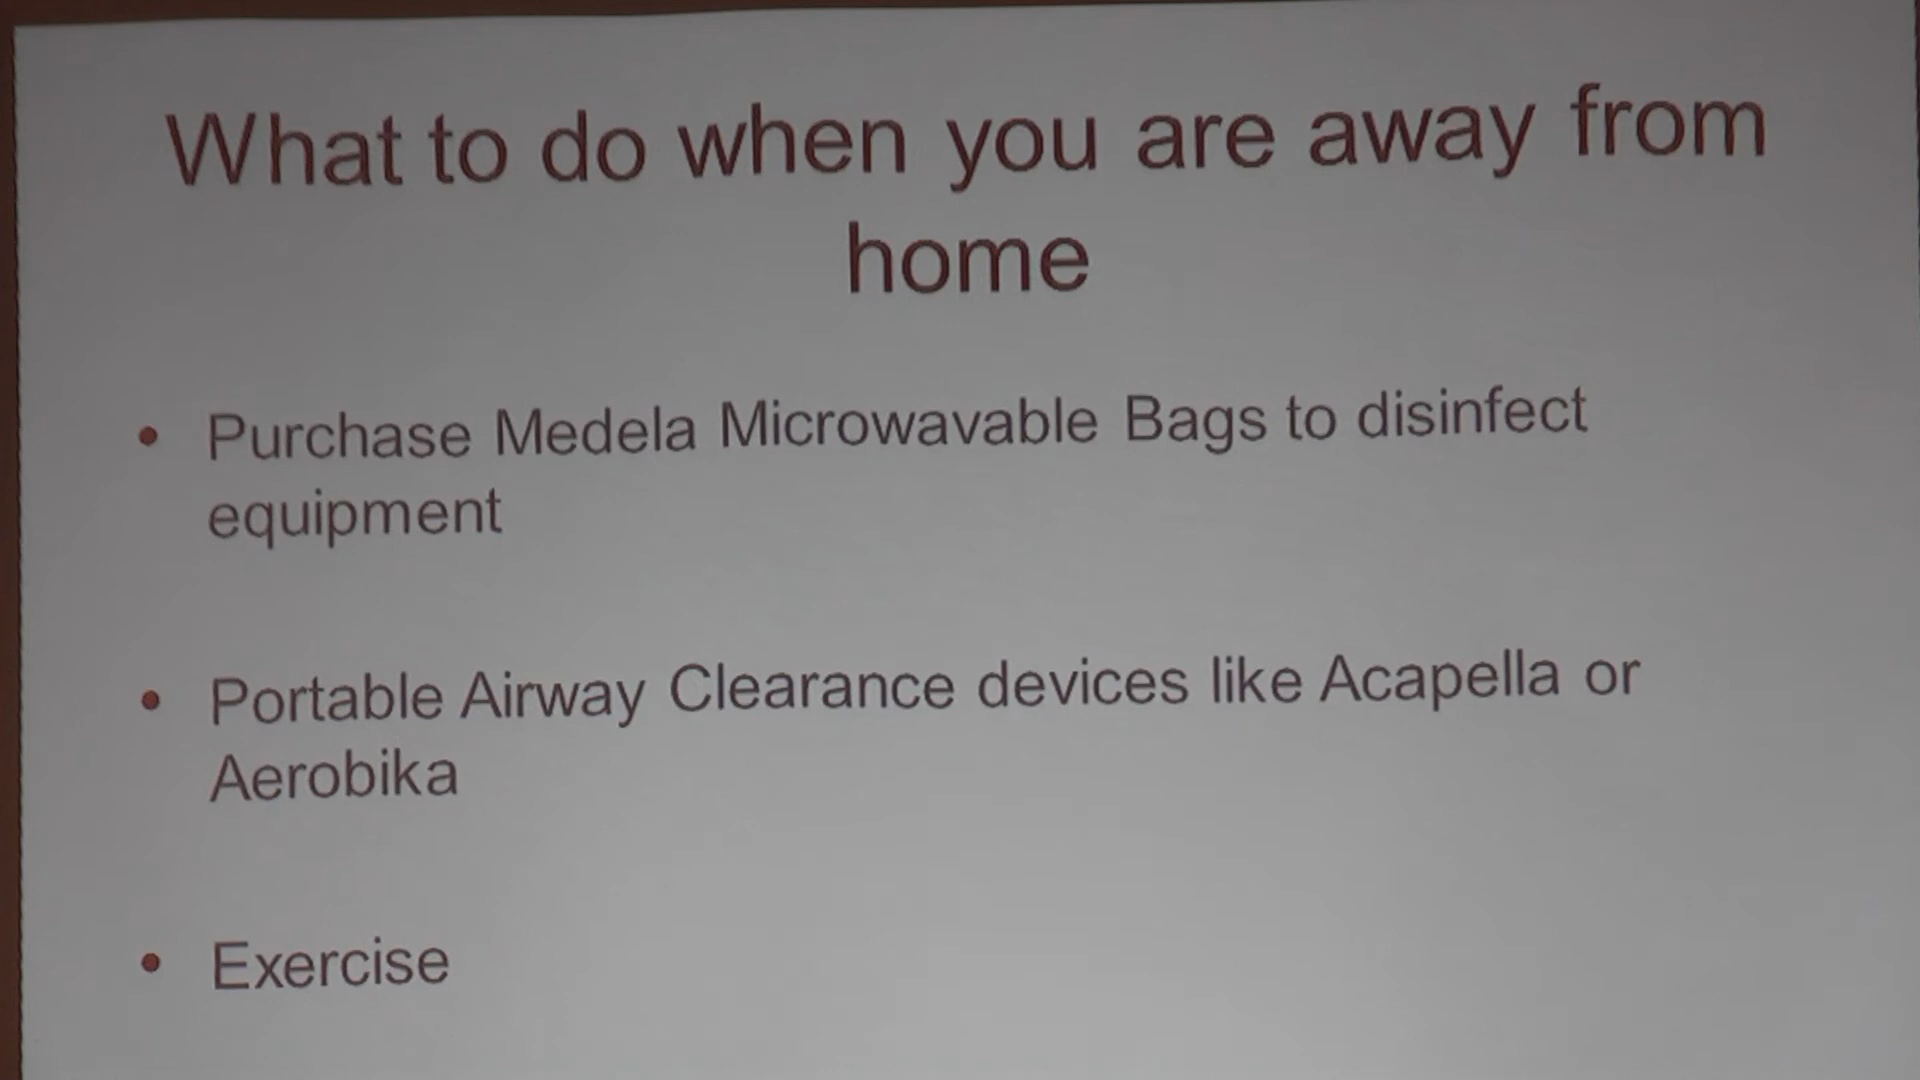 What to do when you are away from
home
• Purchase Medela Microwavable Bags to disinfect
equipment
• Portable Airway Clearance devices like Acapella or
Aerobika
• Exercise